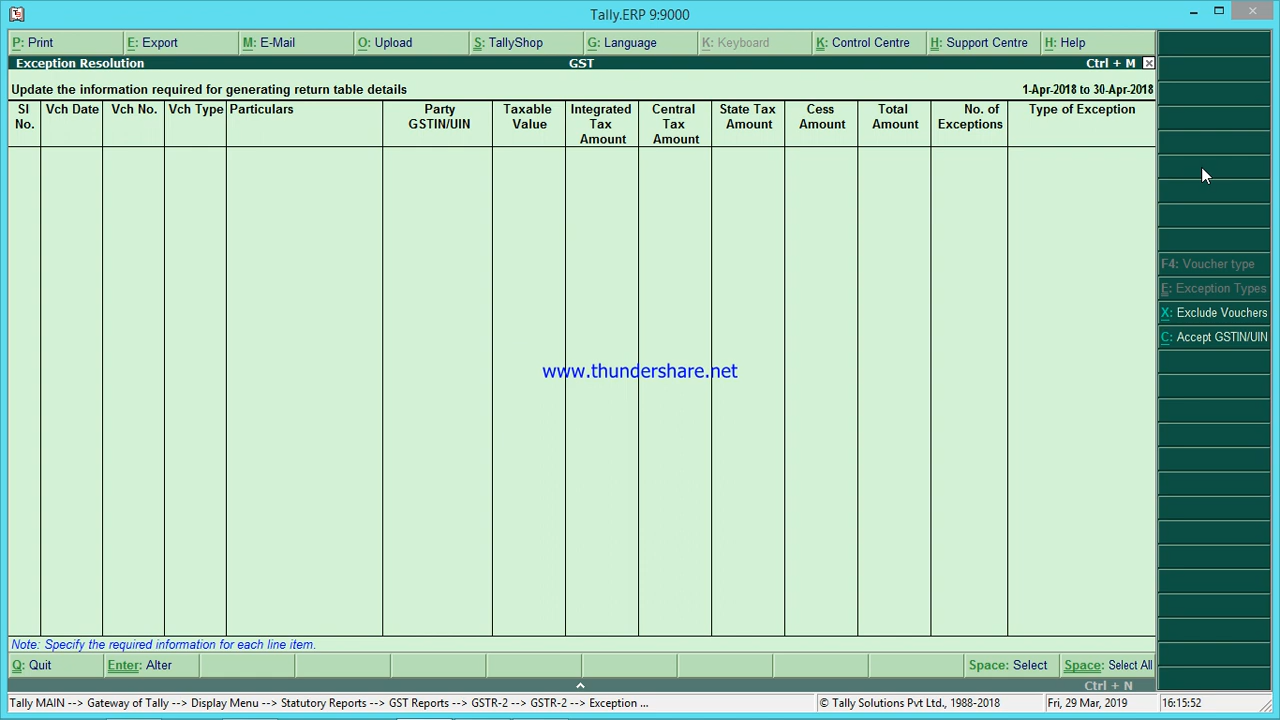 Tally.ERP 9:9000
P: Print E: Export M: E-Mail O: Upload S: TallyShop G: Language K: Keyboard K: Control Centre H: Support Centre H: Help
Exception Resolution GST Ctrl + M
Update the information required for generating return table details 1-Apr-2018 to 30-Apr-2018
Sl Vch Date Vch No. Vch Type Particulars Party Taxable Integrated Central State Tax Cess Total No. of Type of Exception
No. GSTIN/UIN Value Tax Tax Amount Amount Amount Exceptions
Amount Amount
F4: Voucher type
E: Exception Types
X: Exclude Vouchers
C: Accept GSTIN/UIN
www.thundershare.net
Note: Specify the required information for each line item.
Q: Quit Enter: Alter Space: Select Space: Select All
Ctrl + N
Tally MAIN --> Gateway of Tally --> Display Menu --> Statutory Reports --> GST Reports --> GSTR-2 --> GSTR-2 --> Exception ... © Tally Solutions Pvt Ltd., 1988-2018 Fri, 29 Mar, 2019 16:15:52